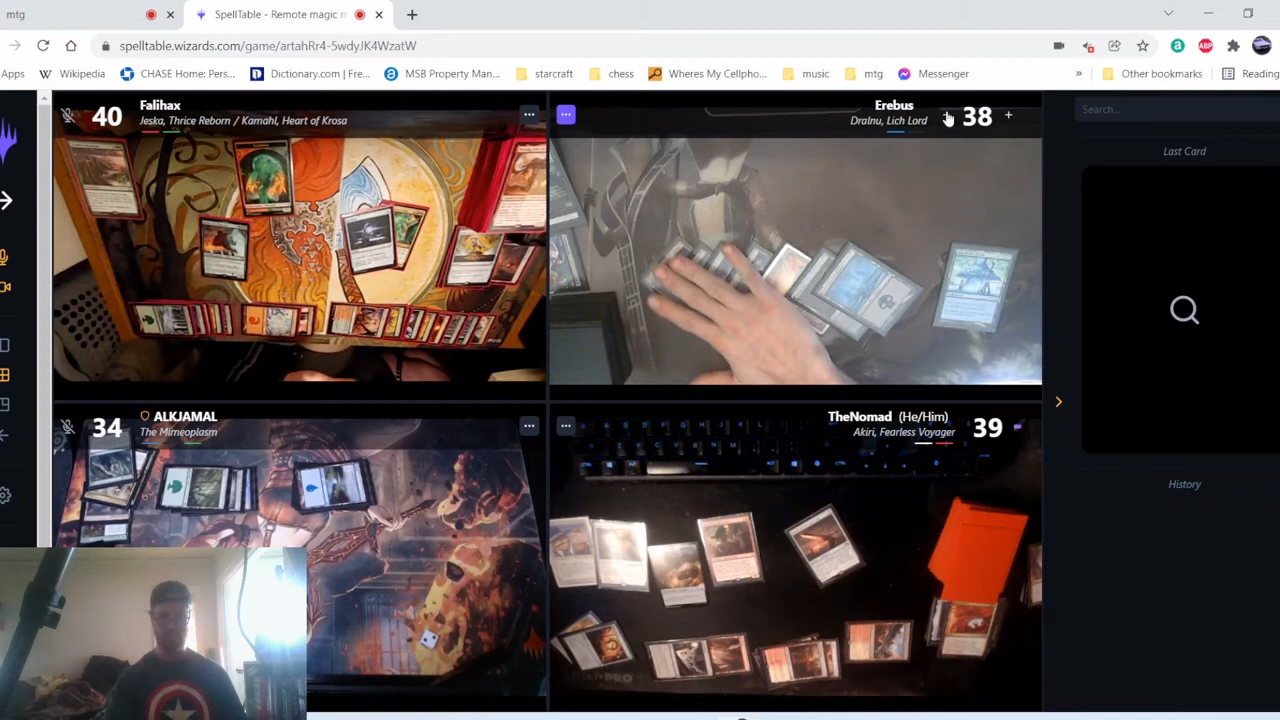 mtg
SpellTable - Remote magic m
spelltable.wizards.com/game/artahRr4-5wdyJK4WzatW
Apps
Wikipedia
CHASE Home Pers...
Dictionary.com | Fre...
MSB Property Man...
starcraft
chess
Wheres My Cellpho...
music
mtg
Messenger
»
Other bookmarks
Reading
40 Falihax
Jeska, Thrice Reborn / Kamahl, Heart of Krosa
Erebus
Dralnu, Lich Lord
38 +
Search...
Last Card
34 ALKJAMAL
The Mimeoplasm
TheNomad (He/Him)
Akiri, Fearless Voyager
39
History